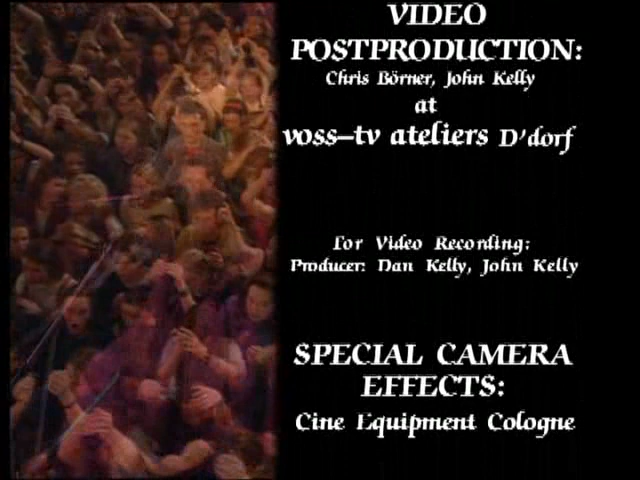 VIDEO
POSTPRODUCTION:
Chris Börner, John Kelly
at
voss-tv ateliers D'dorf
For Video Recording:
Producer: Dan Kelly, John Kelly
SPECIAL CAMERA
EFFECTS:
Cine Equipment Cologne